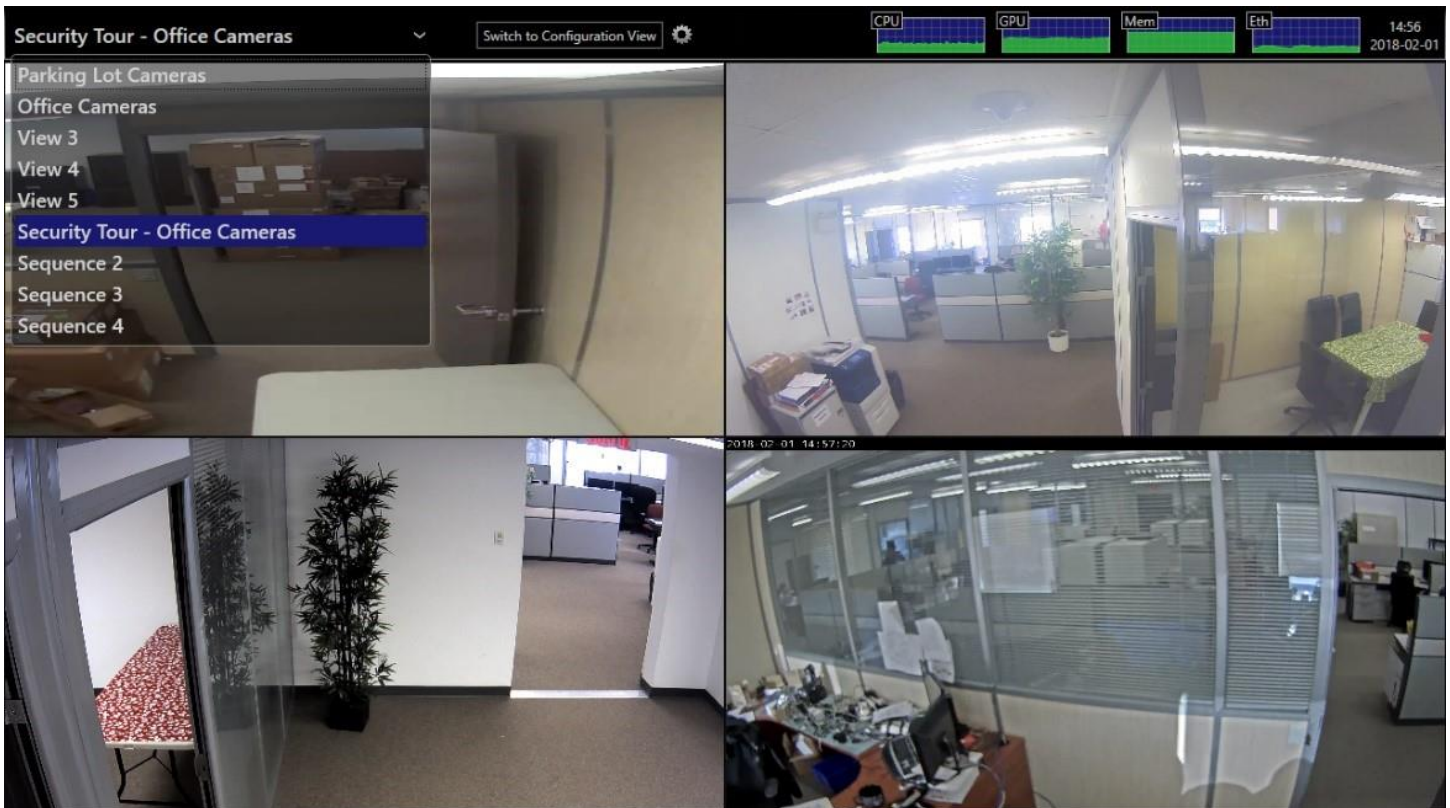 Security Tour - Office Cameras
Switch to Configuration View
CPU
GPU
Mem
Eth
14:56
2018-02-01
Parking Lot Cameras
Office Cameras
View 3
View 4
View 5
Security Tour - Office Cameras
Sequence 2
Sequence 3
Sequence 4
2018-02-01 14:57:20